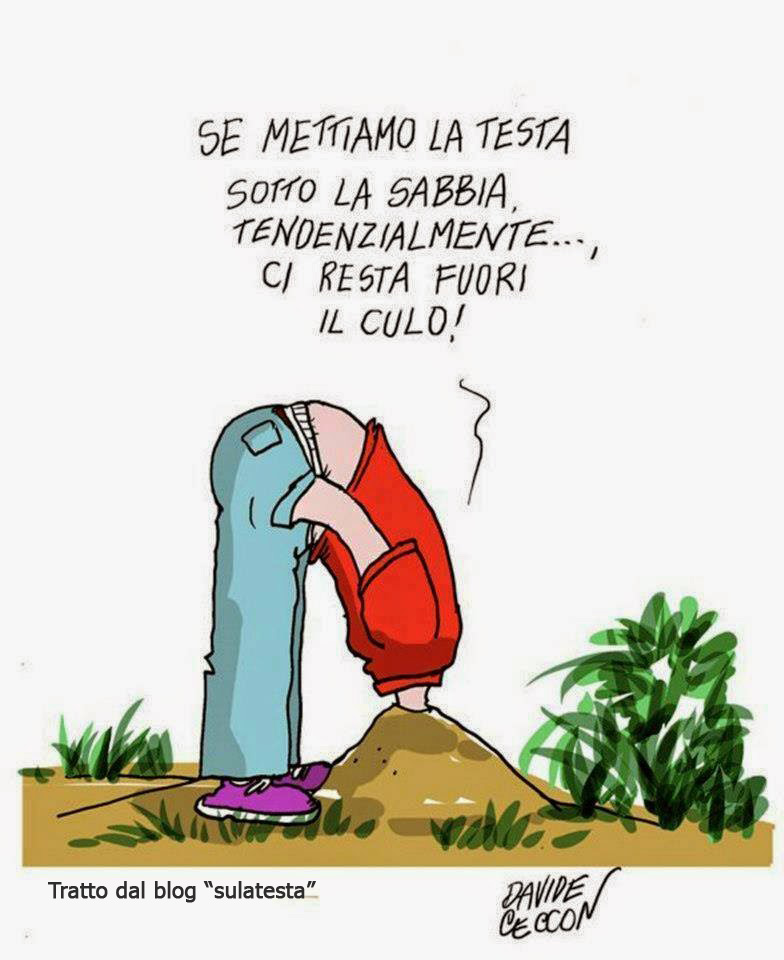 SE METTIAMO LA TESTA
SOTTO LA SABBIA,
TENDENZIALMENTE...,
CI RESTA FUORI
IL CULO!
Tratto dal blog “sulatesta”
DAVIDE
CECCON